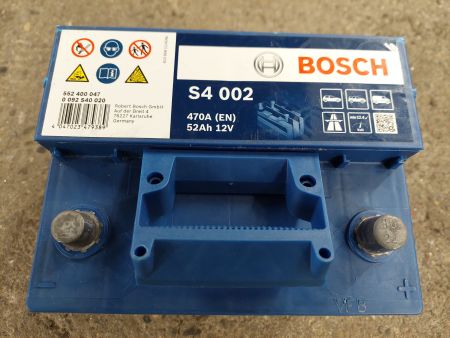 BOSCH
S4 002
470A (EN)
52Ah 12V
552 400 047
0 092 S40 020
Robert Bosch GmbH
Auf der Breit 4
76227 Karlsruhe
Germany
4 047023 479389
- +
VFB